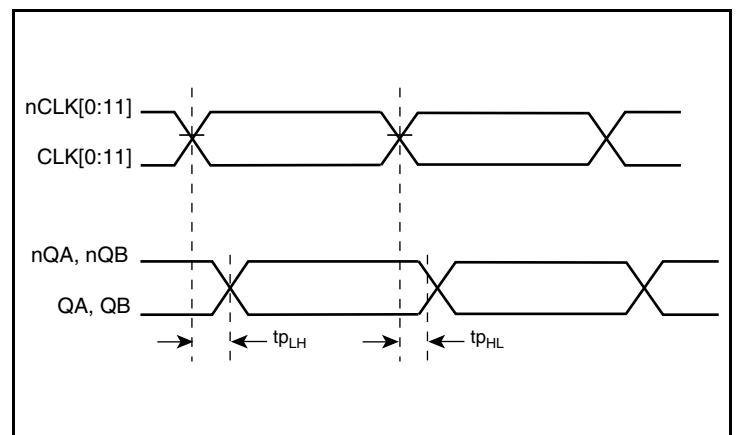 nCLK[0:11]
CLK[0:11]
nQA, nQB
QA, QB
tpLH
tpHL